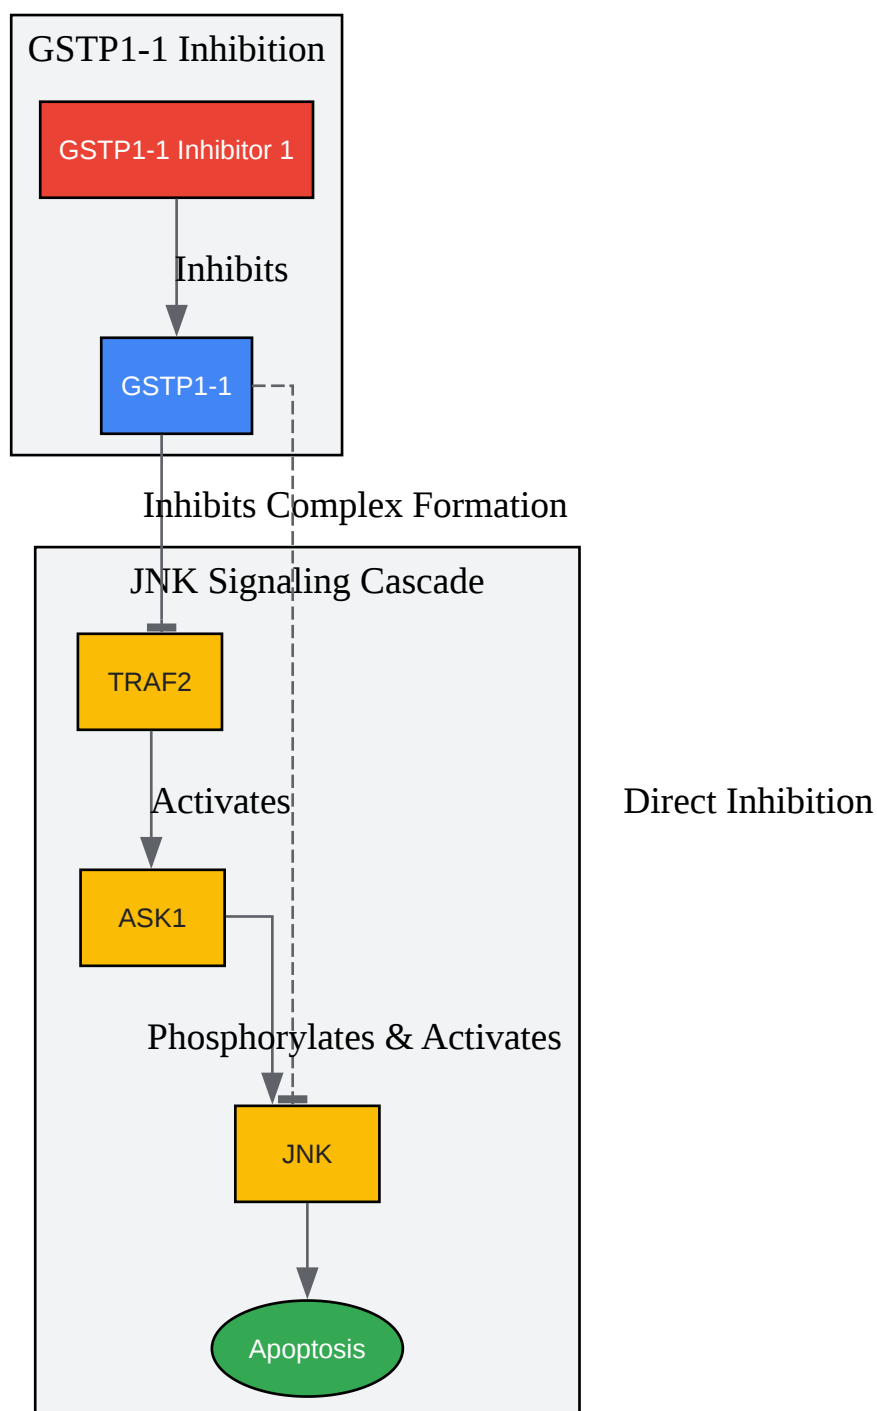 GSTP1-1 Inhibition
GSTP1-1 Inhibitor 1
Inhibits
GSTP1-1
Inhibits Complex Formation
JNK Signaling Cascade
TRAF2
Activates
Direct Inhibition
ASK1
Phosphorylates & Activates
JNK
Apoptosis